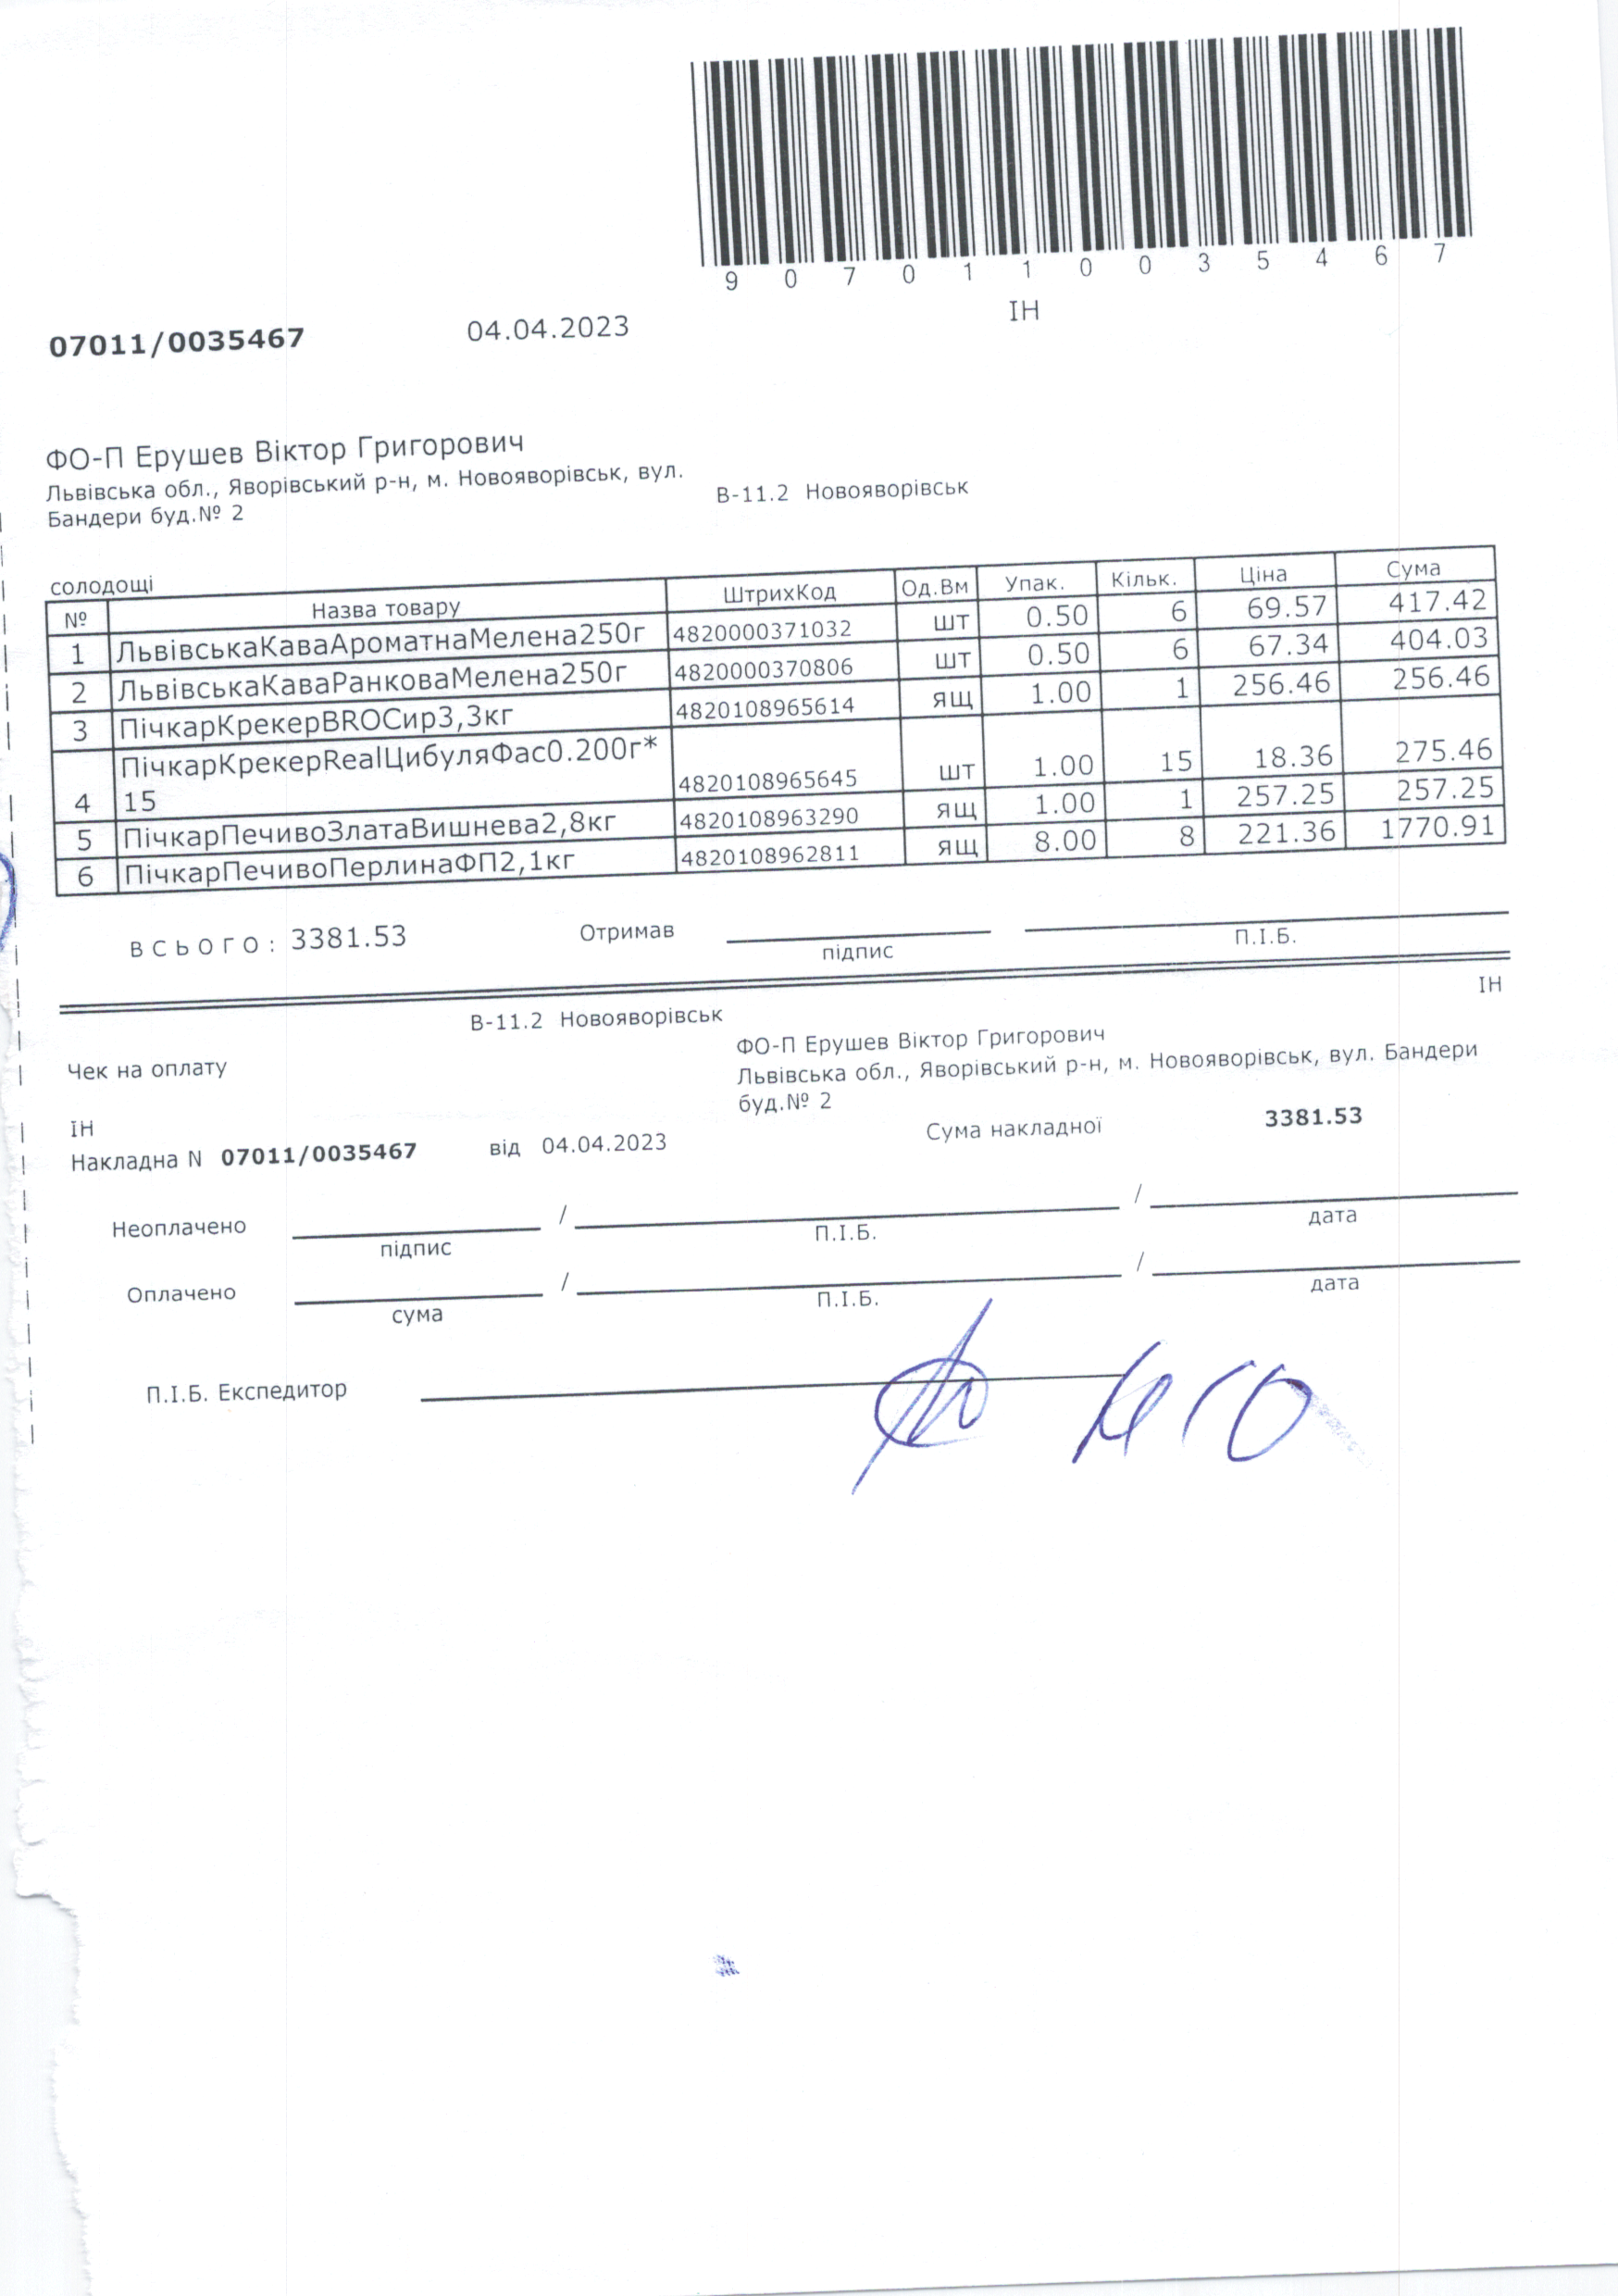 9 0 7 0 1 1 0 0 3 5 4 6 7
ІН
07011/0035467 04.04.2023
ФО-П Ерушев Віктор Григорович
Львівська обл., Яворівський р-н, м. Новояворівськ, вул.
Бандери буд.№ 2
В-11.2 Новояворівськ
солодощі
№ Назва товару ШтрихКод Од.Вм Упак. Кільк. Ціна Сума
1 ЛьвівськаКаваАроматнаМелена250г 4820000371032 шт 0.50 6 69.57 417.42
2 ЛьвівськаКаваРанковаМелена250г 4820000370806 шт 0.50 6 67.34 404.03
3 ПічкарКрекерBROСир3,3кг 4820108965614 ящ 1.00 1 256.46 256.46
ПічкарКрекерRealЦибуляФас0.200г*
4 15 4820108965645 шт 1.00 15 18.36 275.46
5 ПічкарПечивоЗлатаВишнева2,8кг 4820108963290 ящ 1.00 1 257.25 257.25
6 ПічкарПечивоПерлинаФП2,1кг 4820108962811 ящ 8.00 8 221.36 1770.91
ВСЬОГО: 3381.53 Отримав
підпис П.І.Б.
ІН
В-11.2 Новояворівськ
Чек на оплату
ФО-П Ерушев Віктор Григорович
Львівська обл., Яворівський р-н, м. Новояворівськ, вул. Бандери
буд.№ 2
ІН
Накладна N 07011/0035467 від 04.04.2023 Сума накладної 3381.53
Неоплачено / /
підпис П.І.Б. дата
Оплачено / /
сума П.І.Б. дата
П.І.Б. Експедитор